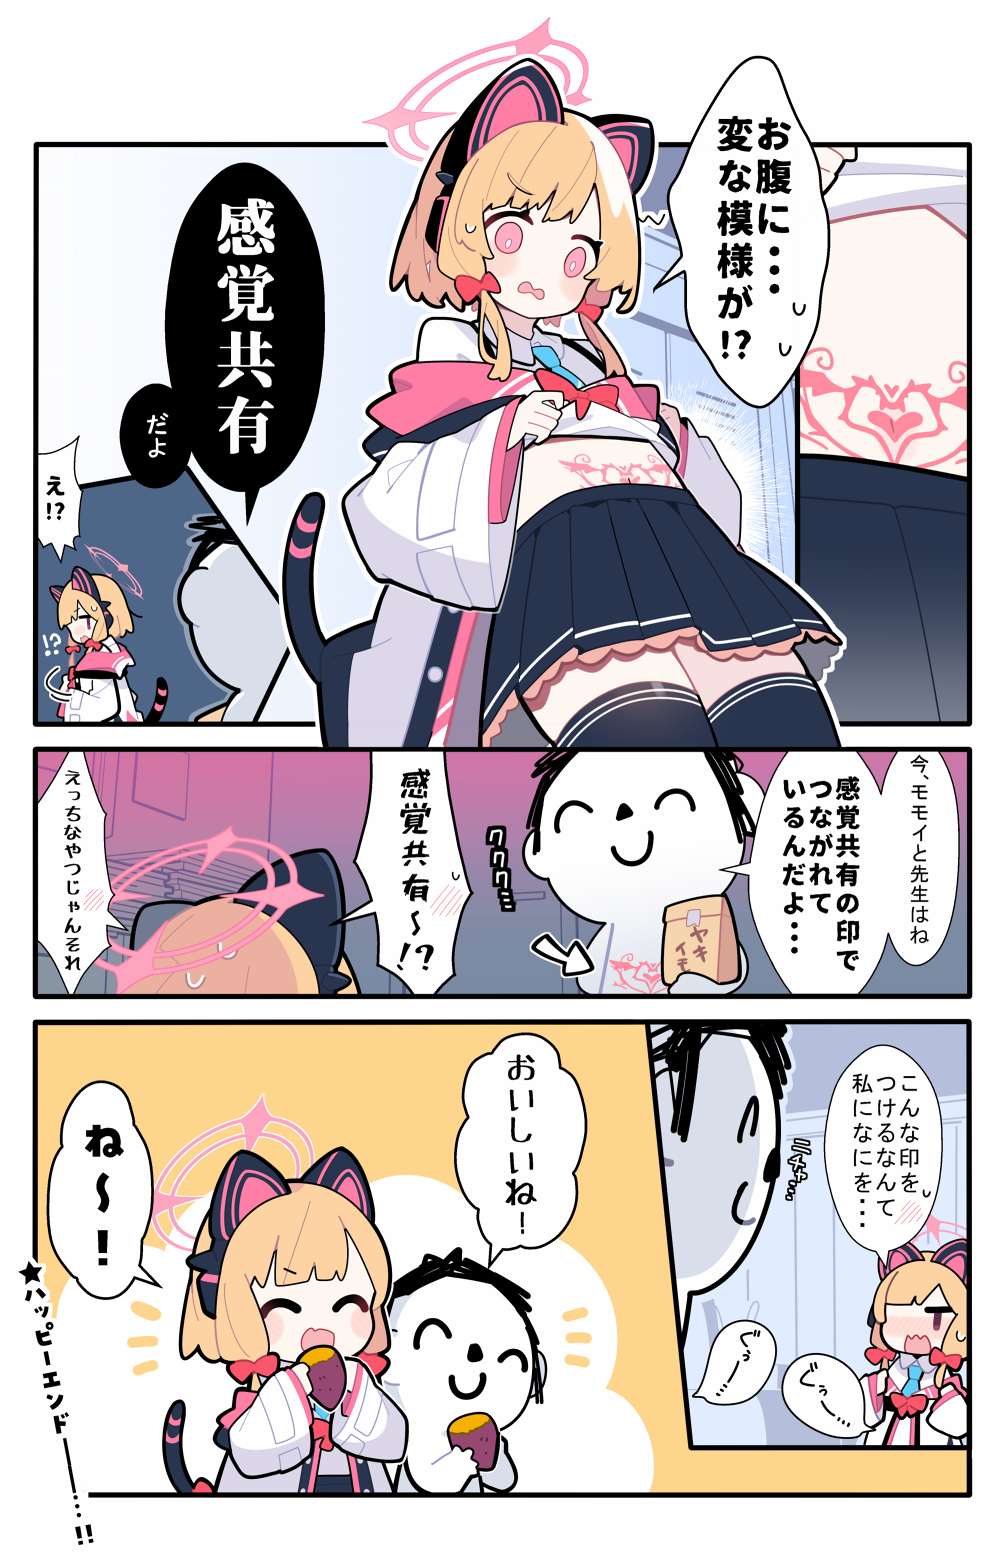 お腹に・・・
変な模様が!?
感覚共有
だよ
え!?
!?
今、モモイと先生はね
感覚共有の印で
つながれて
いるんだよ・・・
ヤキ
イモ
ククク…
感覚共有〜!?
えっちなやつじゃんそれ
こんな印を
つけるなんて
私になにを・・・
ニチャ…
ぐぅー…
ぐぅー…
おいしいね!
ね〜!
★ハッピーエンド――…!!